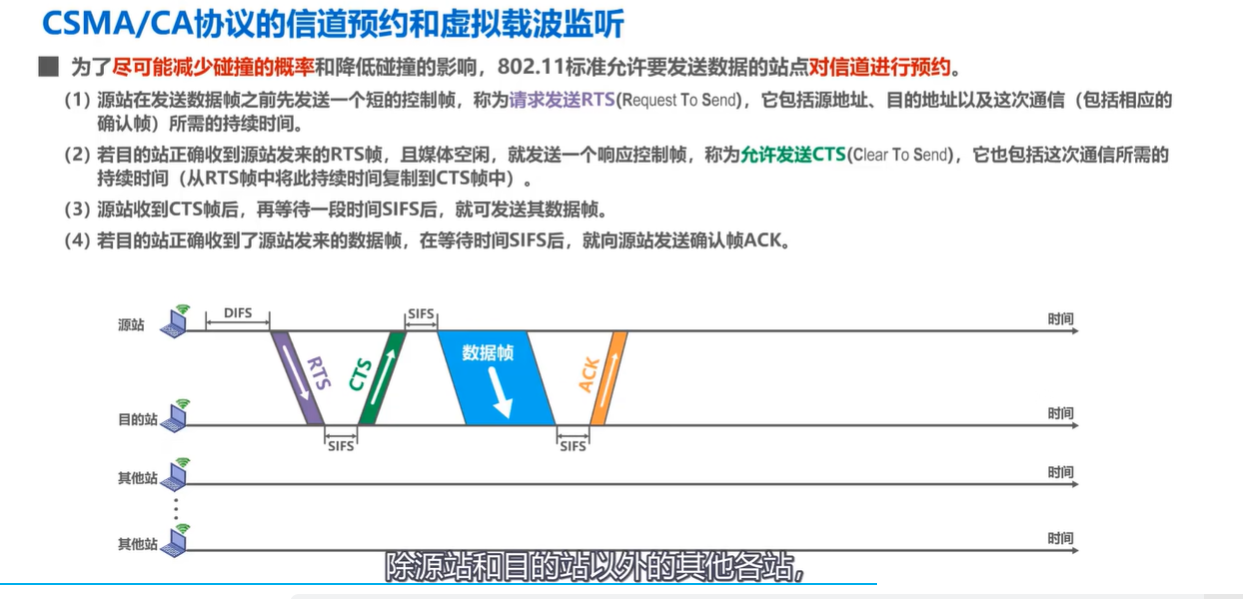 CSMA/CA协议的信道预约和虚拟载波监听
为了尽可能减少碰撞的概率和降低碰撞的影响，802.11标准允许要发送数据的站点对信道进行预约。
(1) 源站在发送数据帧之前先发送一个短的控制帧，称为请求发送RTS(Request To Send)，它包括源地址、目的地址以及这次通信（包括相应的
确认帧）所需的持续时间。
(2) 若目的站正确收到源站发来的RTS帧，且媒体空闲，就发送一个响应控制帧，称为允许发送CTS(Clear To Send)，它也包括这次通信所需的
持续时间（从RTS帧中将此持续时间复制到CTS帧中）。
(3) 源站收到CTS帧后，再等待一段时间SIFS后，就可发送其数据帧。
(4) 若目的站正确收到了源站发来的数据帧，在等待时间SIFS后，就向源站发送确认帧ACK。
DIFS
SIFS
源站
时间
RTS
CTS
数据帧
ACK
目的站
时间
SIFS
SIFS
其他站
时间
其他站
时间
除源站和目的站以外的其他各站，